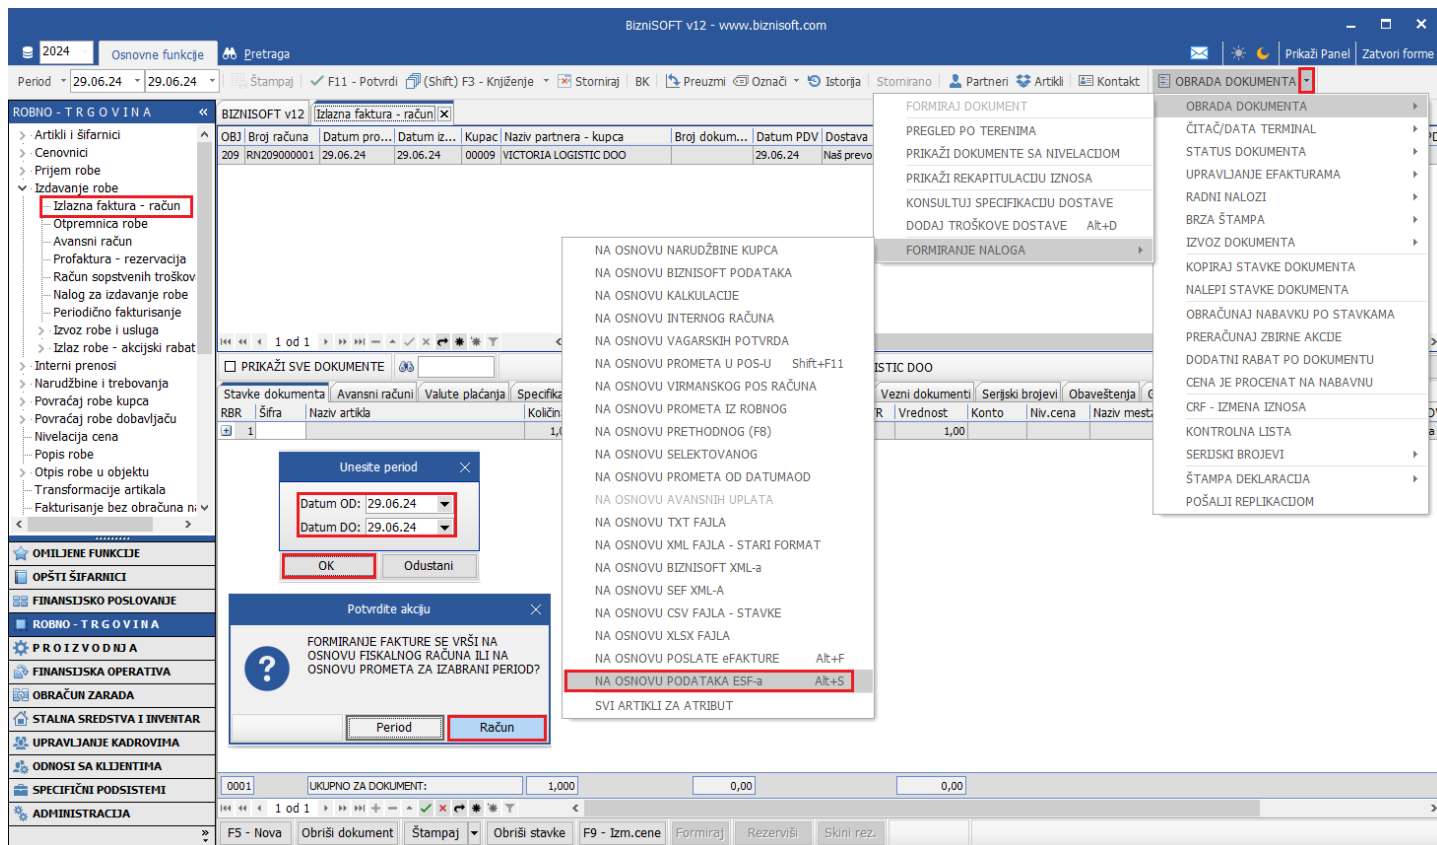 BizniSOFT v12 - www.biznisoft.com
2024 Osnovne funkcije Pretraga Prikaži Panel Zatvori forme
Period 29.06.24 29.06.24 Štampaj F11 - Potvrdi (Shift) F3 - Knjiženje Storniraj BK Preuzmi Označi Istorija Stornirano Partneri Artikli Kontakt OBRADA DOKUMENTA
ROBNO - T R G O V I N A
Artikli i šifarnici
Cenovnici
Prijem robe
Izdavanje robe
Izlazna faktura - račun
Otpremnica robe
Avansni račun
Profaktura - rezervacija
Račun sopstvenih troškov
Nalog za izdavanje robe
Periodično fakturisanje
Izvoz robe i usluga
Izlaz robe - akcijski rabat
Interni prenosi
Narudžbine i trebovanja
Povraćaj robe kupca
Povraćaj robe dobavljaču
Nivelacija cena
Popis robe
Otpis robe u objektu
Transformacije artikala
Fakturisanje bez obračuna
OMILJENE FUNKCIJE
OPŠTI ŠIFARNICI
FINANSIJSKO POSLOVANJE
ROBNO - T R G O V I N A
P R O I Z V O D NJ A
FINANSIJSKA OPERATIVA
OBRAČUN ZARADA
STALNA SREDSTVA I INVENTAR
UPRAVLJANJE KADROVIMA
ODNOSI SA KLIJENTIMA
SPECIFIČNI PODSISTEMI
ADMINISTRACIJA
BIZNISOFT v12 Izlazna faktura - račun
OBJ Broj računa Datum pro... Datum iz... Kupac Naziv partnera - kupca Broj dokum... Datum PDV Dostava
209 RN209000001 29.06.24 29.06.24 00009 VICTORIA LOGISTIC DOO 29.06.24 Naš prevo
1 od 1
PRIKAŽI SVE DOKUMENTE STIC DOO
Stavke dokumenta Avansni računi Valute plaćanja Specifika Vezni dokumenti Serijski brojevi Obaveštenja
RBR Šifra Naziv artikla Količin R Vrednost Konto Niv.cena Naziv mest
1 1,0 1,00
Unesite period
Datum OD: 29.06.24
Datum DO: 29.06.24
OK Odustani
Potvrdite akciju
FORMIRANJE FAKTURE SE VRŠI NA
OSNOVU FISKALNOG RAČUNA ILI NA
OSNOVU PROMETA ZA IZABRANI PERIOD?
Period Račun
NA OSNOVU NARUDŽBINE KUPCA
NA OSNOVU BIZNISOFT PODATAKA
NA OSNOVU KALKULACIJE
NA OSNOVU INTERNOG RAČUNA
NA OSNOVU VAGARSKIH POTVRDA
NA OSNOVU PROMETA U POS-U Shift+F11
NA OSNOVU VIRMANSKOG POS RAČUNA
NA OSNOVU PROMETA IZ ROBNOG
NA OSNOVU PRETHODNOG (F8)
NA OSNOVU SELEKTOVANOG
NA OSNOVU PROMETA OD DATUMAOD
NA OSNOVU AVANSNIH UPLATA
NA OSNOVU TXT FAJLA
NA OSNOVU XML FAJLA - STARI FORMAT
NA OSNOVU BIZNISOFT XML-a
NA OSNOVU SEF XML-A
NA OSNOVU CSV FAJLA - STAVKE
NA OSNOVU XLSX FAJLA
NA OSNOVU POSLATE eFAKTURE Alt+F
NA OSNOVU PODATAKA ESF-a Alt+S
SVI ARTIKLI ZA ATRIBUT
FORMIRAJ DOKUMENT
PREGLED PO TERENIMA
PRIKAŽI DOKUMENTE SA NIVELACIJOM
PRIKAŽI REKAPITULACIJU IZNOSA
KONSULTUJ SPECIFIKACIJU DOSTAVE
DODAJ TROŠKOVE DOSTAVE Alt+D
FORMIRANJE NALOGA
OBRADA DOKUMENTA
ČITAČ/DATA TERMINAL
STATUS DOKUMENTA
UPRAVLJANJE EFAKTURAMA
RADNI NALOZI
BRZA ŠTAMPA
IZVOZ DOKUMENTA
KOPIRAJ STAVKE DOKUMENTA
NALEPI STAVKE DOKUMENTA
OBRAČUNAJ NABAVKU PO STAVKAMA
PRERAČUNAJ ZBIRNE AKCIJE
DODATNI RABAT PO DOKUMENTU
CENA JE PROCENAT NA NABAVNU
CRF - IZMENA IZNOSA
KONTROLNA LISTA
SERIJSKI BROJEVI
ŠTAMPA DEKLARACIJA
POŠALJI REPLIKACIJOM
0001 UKUPNO ZA DOKUMENT: 1,000 0,00 0,00
1 od 1
F5 - Nova Obriši dokument Štampaj Obriši stavke F9 - Izm.cene Formiraj Rezerviši Skini rez.